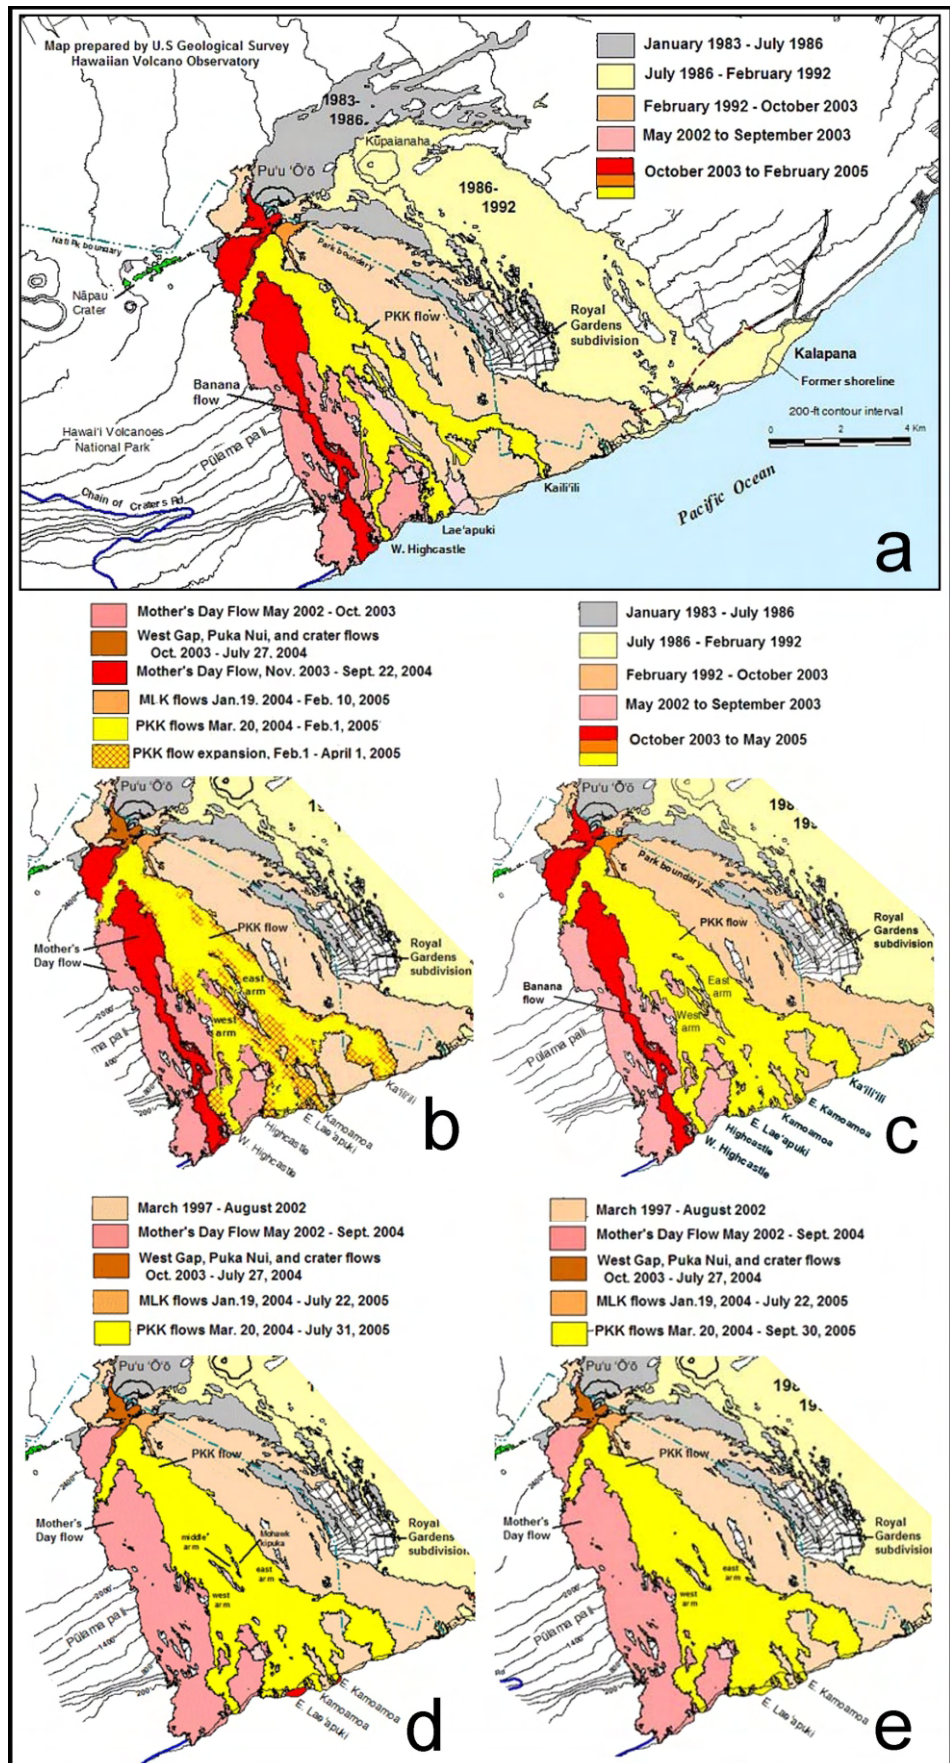 Map prepared by U.S Geological Survey
Hawaiian Volcano Observatory
January 1983 - July 1986
July 1986 - February 1992
February 1992 - October 2003
May 2002 to September 2003
October 2003 to February 2005
1983-
1986
Kūpaianaha
Pu'u 'Ō'ō
1986-
1992
Park boundary
Nāpau
Crater
PKK flow
Royal
Gardens
subdivision
Kalapana
Former shoreline
200-ft contour interval
0 2 4 Km
Banana
flow
Hawai'i Volcanoes
National Park
Pūlama pali
Chain of Craters Rd.
Kaili'ili
Lae'apuki
W. Highcastle
Pacific Ocean
a
Mother's Day Flow May 2002 - Oct. 2003
West Gap, Puka Nui, and crater flows
Oct. 2003 - July 27, 2004
Mother's Day Flow, Nov. 2003 - Sept. 22, 2004
MLK flows Jan.19. 2004 - Feb. 10, 2005
PKK flows Mar. 20, 2004 - Feb.1, 2005
PKK flow expansion, Feb.1 - April 1, 2005
Pu'u 'Ō'ō
PKK flow
Mother's
Day flow
east
arm
west
arm
Royal
Gardens
subdivision
Ka'ili'ili
Kamoamoa
E. Lae'apuki
Highcastle
W. Highcastle
b
January 1983 - July 1986
July 1986 - February 1992
February 1992 - October 2003
May 2002 to September 2003
October 2003 to May 2005
Pu'u 'Ō'ō
Park boundary
PKK flow
Royal
Gardens
subdivision
Banana
flow
East
arm
West
arm
Pūlama pali
Ka'ili'ili
E. Kamoamoa
Kamoamoa
E. Lae'apuki
Highcastle
W. Highcastle
c
March 1997 - August 2002
Mother's Day Flow May 2002 - Sept. 2004
West Gap, Puka Nui, and crater flows
Oct. 2003 - July 27, 2004
MLK flows Jan.19, 2004 - July 22, 2005
PKK flows Mar. 20, 2004 - July 31, 2005
Pu'u 'Ō'ō
PKK flow
Mother's
Day flow
middle
arm
Mohawk
kipuka
east
arm
west
arm
Royal
Gardens
subdivision
Pūlama pali
E. Kamoamoa
Kamoamoa
E. Lae'apuki
d
March 1997 - August 2002
Mother's Day Flow May 2002 - Sept. 2004
West Gap, Puka Nui, and crater flows
Oct. 2003 - July 27, 2004
MLK flows Jan.19, 2004 - July 22, 2005
PKK flows Mar. 20, 2004 - Sept. 30, 2005
Pu'u 'Ō'ō
PKK flow
Mother's
Day flow
east
arm
west
arm
Royal
Gardens
subdivision
Pūlama pali
E. Kamoamoa
E. Lae'apuki
e